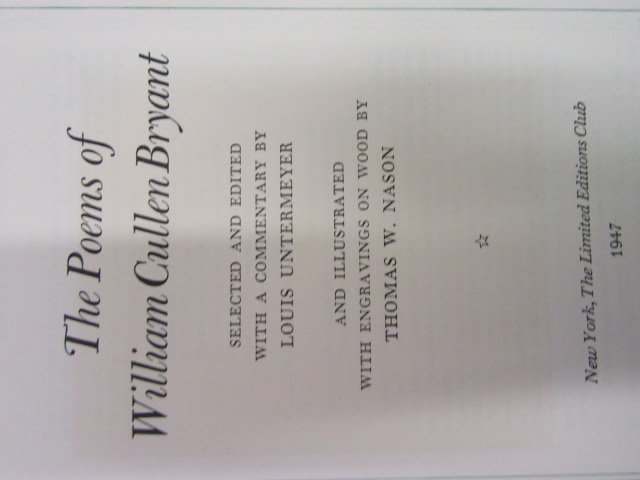 The Poems of
William Cullen Bryant
SELECTED AND EDITED
WITH A COMMENTARY BY
LOUIS UNTERMEYER
AND ILLUSTRATED
WITH ENGRAVINGS ON WOOD BY
THOMAS W. NASON
New York, The Limited Editions Club
1947